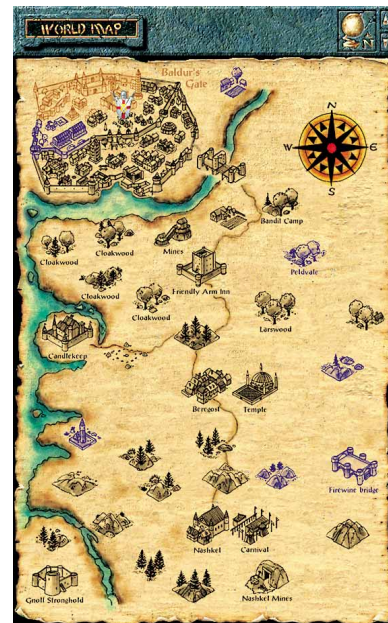 WORLD MAP
N
Baldur's
Gate
N
W
E
S
Bandit Camp
Cloakwood
Cloakwood
Mines
Peldvale
Cloakwood
Friendly Arm Inn
Cloakwood
Larswood
Candlekeep
Beregost
Temple
Firewine bridge
Nashkel
Carnival
Gnoll Stronghold
Nashkel Mines